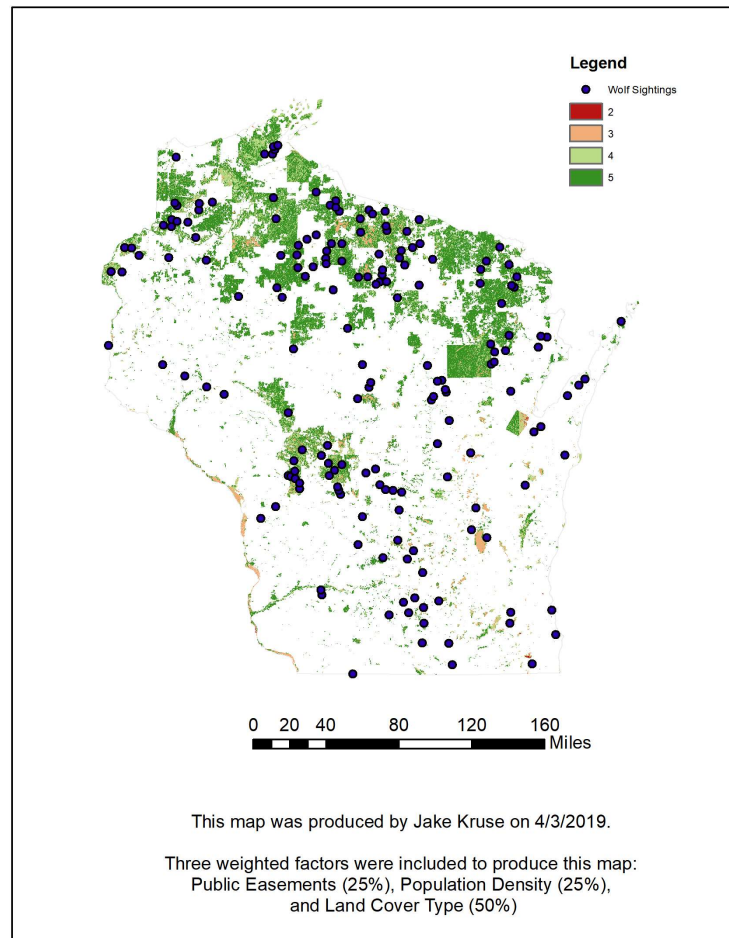 Legend
Wolf Sightings
2
3
4
5
0 20 40 80 120 160
Miles
This map was produced by Jake Kruse on 4/3/2019.
Three weighted factors were included to produce this map:
Public Easements (25%), Population Density (25%),
and Land Cover Type (50%)